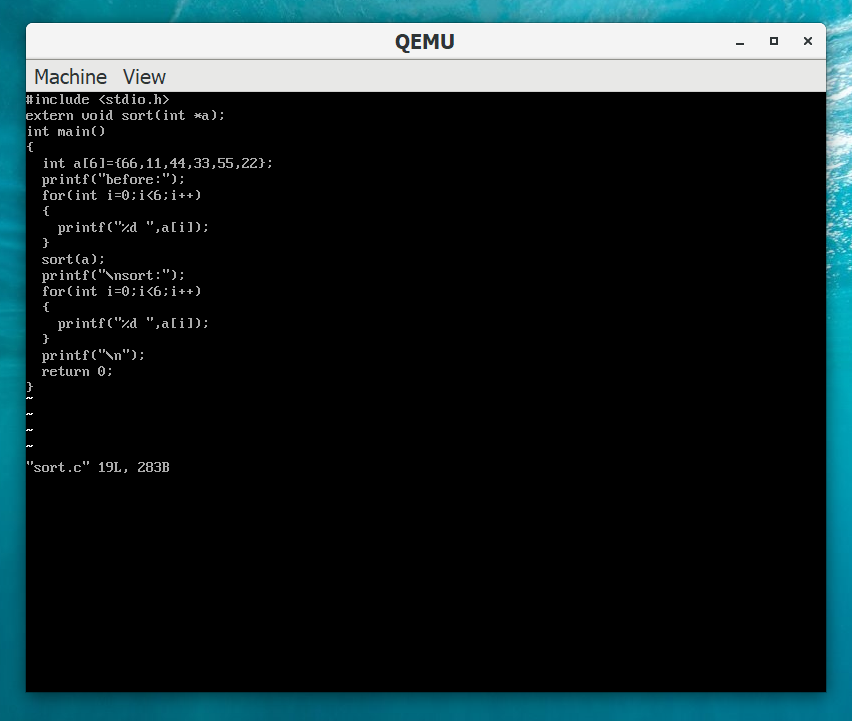 QEMU
Machine View
#include <stdio.h>
extern void sort(int *a);
int main()
{
  int a[6]={66,11,44,33,55,22};
  printf("before:");
  for(int i=0;i<6;i++)
  {
    printf("%d ",a[i]);
  }
  sort(a);
  printf("\nsort:");
  for(int i=0;i<6;i++)
  {
    printf("%d ",a[i]);
  }
  printf("\n");
  return 0;
}
~
~
~
~
"sort.c" 19L, 283B